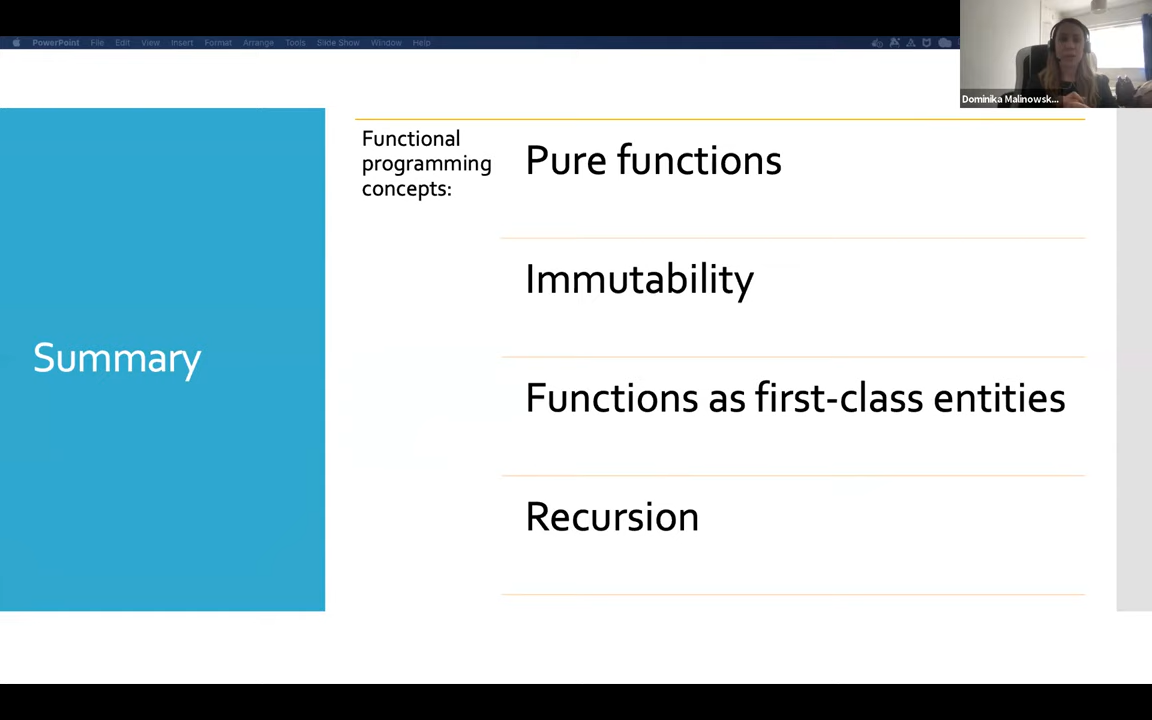 PowerPoint File Edit View Insert Format Arrange Tools Slide Show Window Help
Dominika Malinowsk...
Functional
programming
concepts:
Pure functions
Immutability
Summary
Functions as first-class entities
Recursion